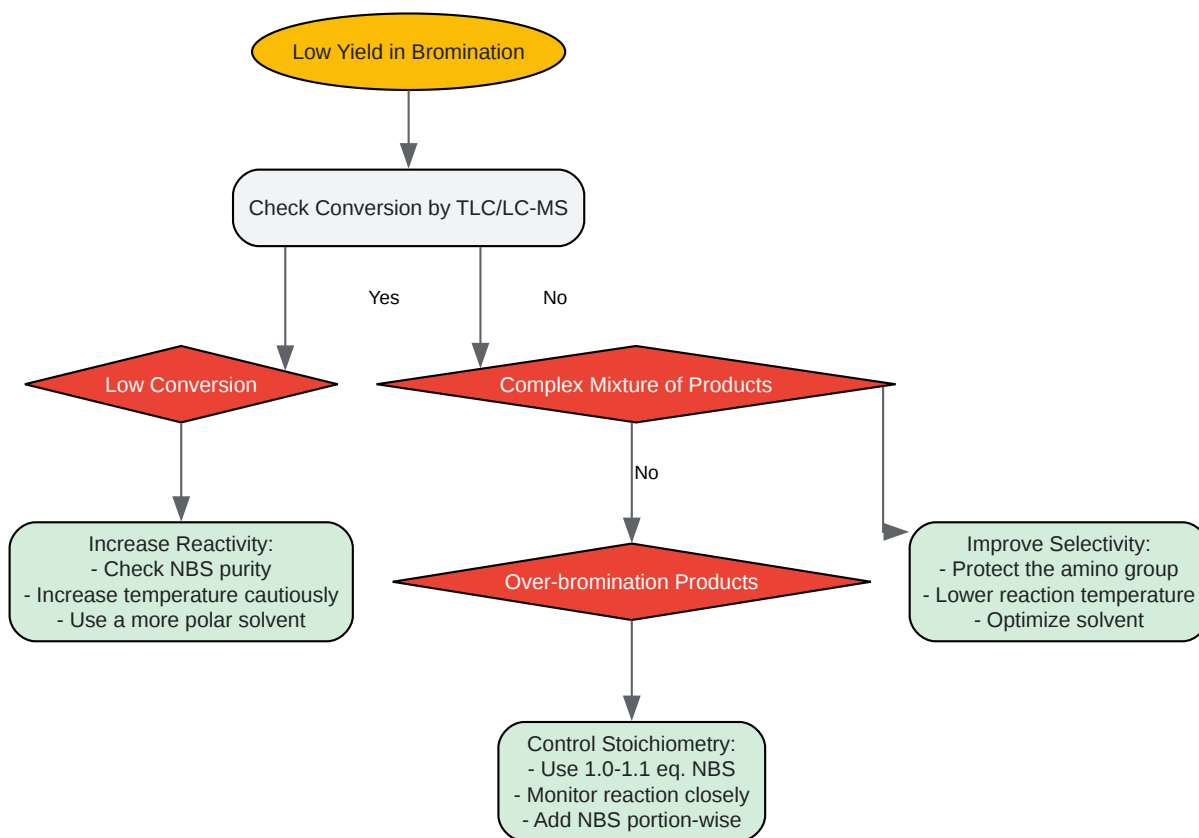 Low Yield in Bromination
Check Conversion by TLC/LC-MS
Yes
No
Low Conversion
Complex Mixture of Products
No
Increase Reactivity:
- Check NBS purity
- Increase temperature cautiously
- Use a more polar solvent
Over-bromination Products
Improve Selectivity:
- Protect the amino group
- Lower reaction temperature
- Optimize solvent
Control Stoichiometry:
- Use 1.0-1.1 eq. NBS
- Monitor reaction closely
- Add NBS portion-wise